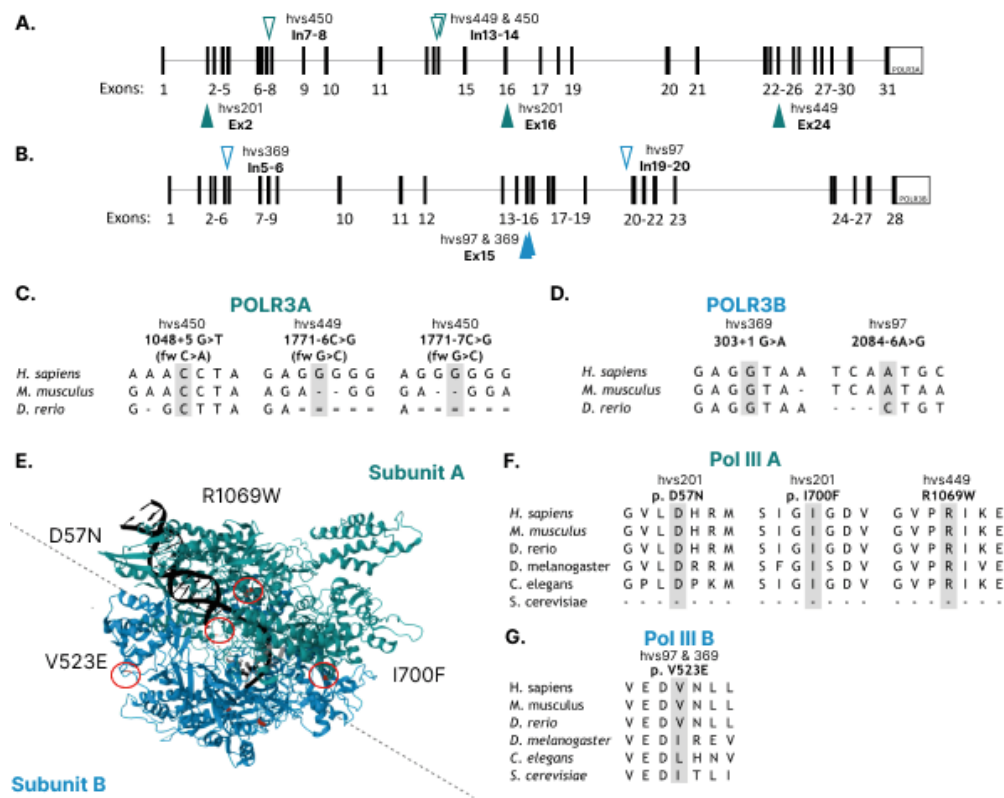 A.
hvs450
In7-8
hvs449 & 450
In13-14
POLR3A
Exons: 1 2-5 6-8 9 10 11 15 16 17 19 20 21 22-26 27-30 31
hvs201
Ex2
hvs201
Ex16
hvs449
Ex24
B.
hvs369
In5-6
hvs97
In19-20
POLR3B
Exons: 1 2-6 7-9 10 11 12 13-16 17-19 20-22 23 24-27 28
hvs97 & 369
Ex15
C.
POLR3A
hvs450 hvs449 hvs450
1048+5 G>T 1771-6C>G 1771-7C>G
(fw C>A) (fw G>C) (fw G>C)
H. sapiens A A A C C T A G A G G G G G A G G G G G G
M. musculus G A A C C T A A G A - - G G G A - - G G A
D. rerio G - G C T T A G A = = = = = A = = = = = =
D.
POLR3B
hvs369 hvs97
303+1 G>A 2084-6A>G
H. sapiens G A G G T A A T C A A T G C
M. musculus G A G G T A - T C A A T A A
D. rerio G A G G T A A - - - C T G T
E.
Subunit A
R1069W
D57N
V523E
I700F
Subunit B
F.
Pol III A
hvs201 hvs201 hvs449
p. D57N p. I700F R1069W
H. sapiens G V L D H R M S I G I G D V G V P R I K E
M. musculus G V L D H R M S I G I G D V G V P R I K E
D. rerio G V L D H R M S I G I G D V G V P R I K E
D. melanogaster G V L D R R M S F G I S D V G V P R I V E
C. elegans G P L D P K M S I G I G D V G V P R I K E
S. cerevisiae - - - - - - - - - - - - - - - - - - - - -
G.
Pol III B
hvs97 & 369
p. V523E
H. sapiens V E D V N L L
M. musculus V E D V N L L
D. rerio V E D V N L L
D. melanogaster V E D I R E V
C. elegans V E D L H N V
S. cerevisiae V E D I T L I